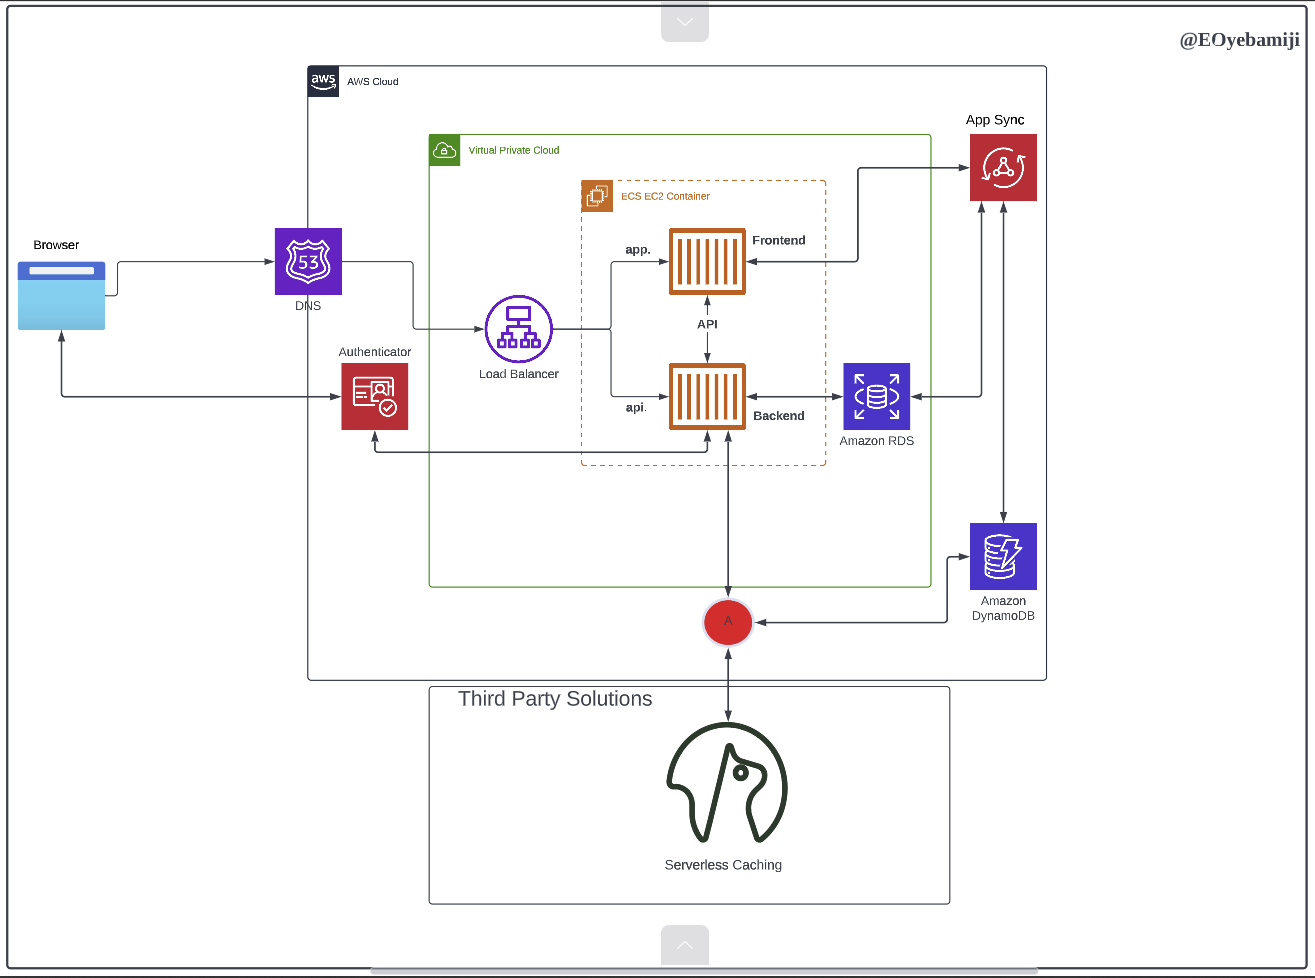 @EOyebamiji
aws
AWS Cloud
App Sync
Virtual Private Cloud
ECS EC2 Container
Browser
app.
Frontend
53
DNS
API
Authenticator
Load Balancer
api.
Backend
Amazon RDS
Amazon
DynamoDB
A
Third Party Solutions
Serverless Caching